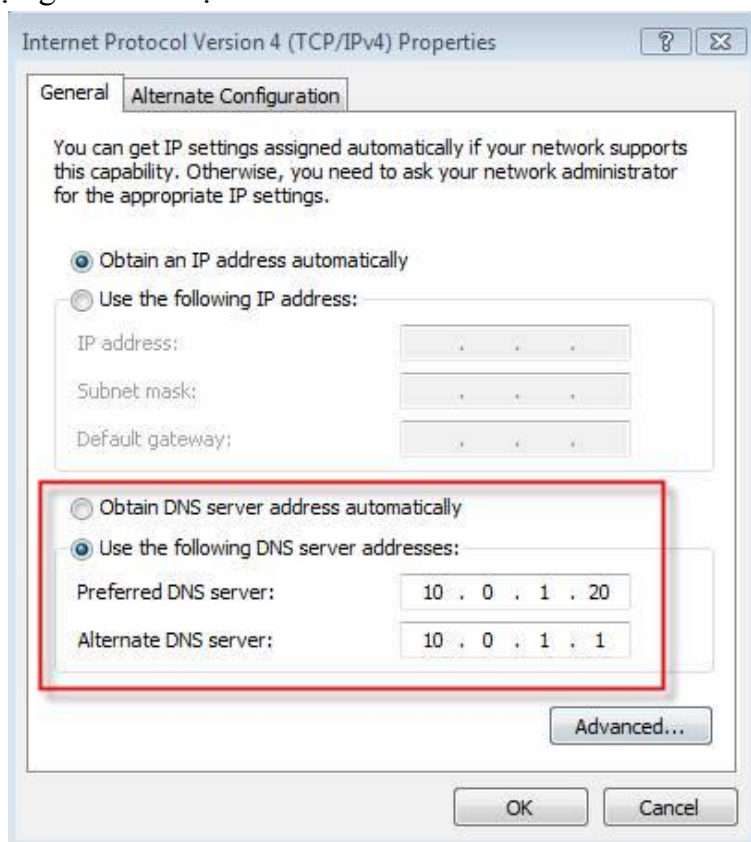 Internet Protocol Version 4 (TCP/IPv4) Properties
General
Alternate Configuration
You can get IP settings assigned automatically if your network supports
this capability. Otherwise, you need to ask your network administrator
for the appropriate IP settings.
Obtain an IP address automatically
Use the following IP address:
IP address: . . .
Subnet mask: . . .
Default gateway: . . .
Obtain DNS server address automatically
Use the following DNS server addresses:
Preferred DNS server: 10 . 0 . 1 . 20
Alternate DNS server: 10 . 0 . 1 . 1
Advanced...
OK
Cancel